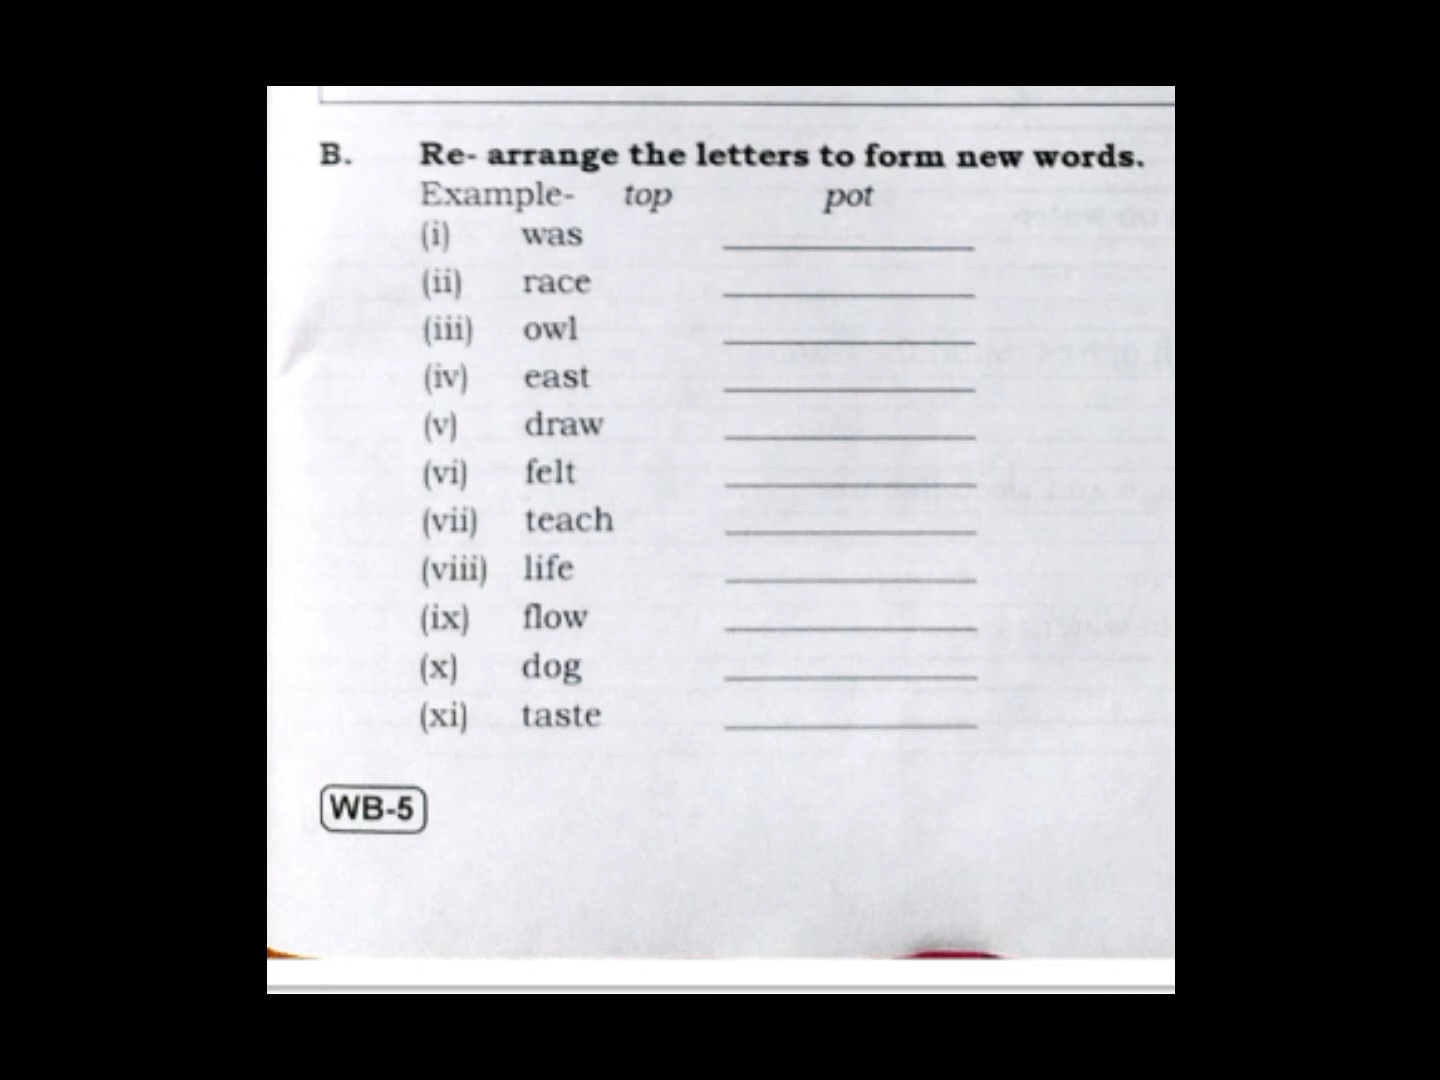 B. Re- arrange the letters to form new words.
Example- top pot
(i) was
(ii) race
(iii) owl
(iv) east
(v) draw
(vi) felt
(vii) teach
(viii) life
(ix) flow
(x) dog
(xi) taste
WB-5